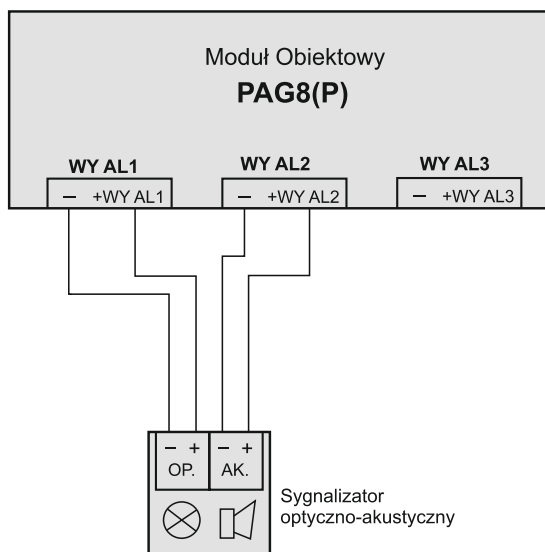 Moduł Obiektowy
PAG8(P)
WY AL1 WY AL2 WY AL3
– +WY AL1 – +WY AL2 – +WY AL3
– + – +
OP. AK.
Sygnalizator
optyczno-akustyczny